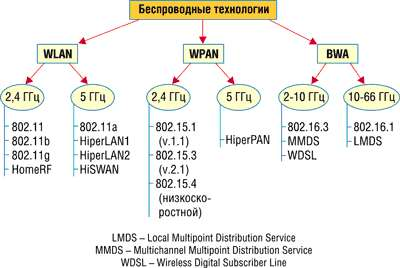 Беспроводные технологии
WLAN
WPAN
BWA
2,4 ГГц
5 ГГц
2,4 ГГц
5 ГГц
2-10 ГГц
10-66 ГГц
802.11
802.11b
802.11g
HomeRF
802.11a
HiperLAN1
HiperLAN2
HiSWAN
802.15.1
(v.1.1)
802.15.3
(v.2.1)
802.15.4
(низкоско-
ростной)
HiperPAN
802.16.3
MMDS
WDSL
802.16.1
LMDS
LMDS – Local Multipoint Distribution Service
MMDS – Multichannel Multipoint Distribution Service
WDSL – Wireless Digital Subscriber Line